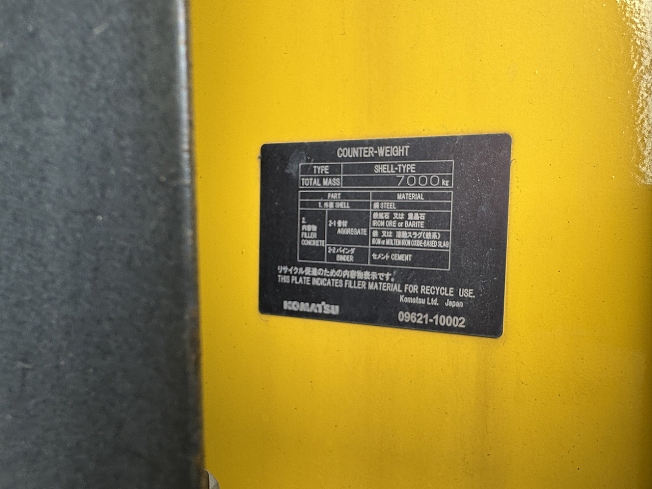 COUNTER-WEIGHT
TYPE SHELL-TYPE
TOTAL MASS 7000 kg
PART MATERIAL
1. 外郭 SHELL 鋼 STEEL
2. 内容物 FILLER CONCRETE
2-1 骨材 AGGREGATE
鉄鉱石 又は 重晶石
IRON ORE or BARITE
鉄 又は 溶融スラグ(鉄系)
IRON or MOLTEN IRON OXIDE-BASED SLAG
2-2 バインダ BINDER
セメント CEMENT
リサイクル促進のための内容物表示です。
THIS PLATE INDICATES FILLER MATERIAL FOR RECYCLE USE.
Komatsu Ltd. Japan
KOMATSU 09621-10002